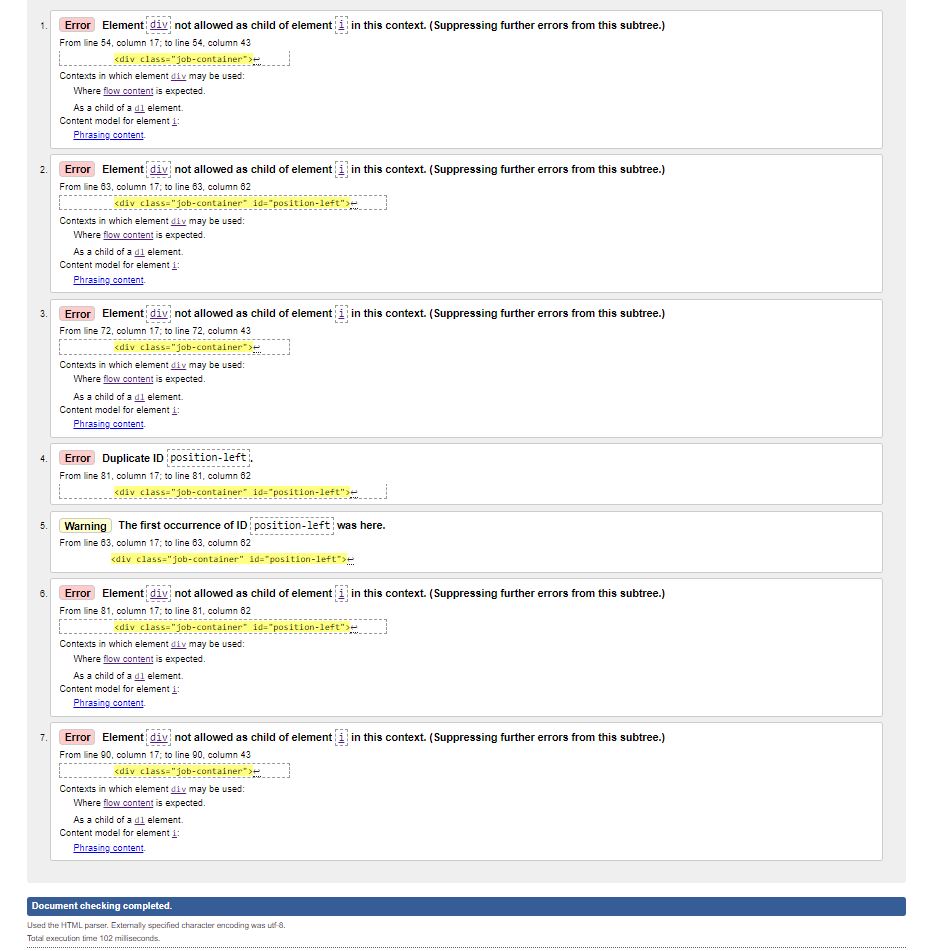 1. Error Element div not allowed as child of element i in this context. (Suppressing further errors from this subtree.)
From line 54, column 17; to line 54, column 43
<div class="job-container">↩
Contexts in which element div may be used:
Where flow content is expected.
As a child of a dl element.
Content model for element i:
Phrasing content.
2. Error Element div not allowed as child of element i in this context. (Suppressing further errors from this subtree.)
From line 63, column 17; to line 63, column 62
<div class="job-container" id="position-left">↩
Contexts in which element div may be used:
Where flow content is expected.
As a child of a dl element.
Content model for element i:
Phrasing content.
3. Error Element div not allowed as child of element i in this context. (Suppressing further errors from this subtree.)
From line 72, column 17; to line 72, column 43
<div class="job-container">↩
Contexts in which element div may be used:
Where flow content is expected.
As a child of a dl element.
Content model for element i:
Phrasing content.
4. Error Duplicate ID position-left.
From line 81, column 17; to line 81, column 62
<div class="job-container" id="position-left">↩
5. Warning The first occurrence of ID position-left was here.
From line 63, column 17; to line 63, column 62
<div class="job-container" id="position-left">↩
6. Error Element div not allowed as child of element i in this context. (Suppressing further errors from this subtree.)
From line 81, column 17; to line 81, column 62
<div class="job-container" id="position-left">↩
Contexts in which element div may be used:
Where flow content is expected.
As a child of a dl element.
Content model for element i:
Phrasing content.
7. Error Element div not allowed as child of element i in this context. (Suppressing further errors from this subtree.)
From line 90, column 17; to line 90, column 43
<div class="job-container">↩
Contexts in which element div may be used:
Where flow content is expected.
As a child of a dl element.
Content model for element i:
Phrasing content.
Document checking completed.
Used the HTML parser. Externally specified character encoding was utf-8.
Total execution time 102 milliseconds.